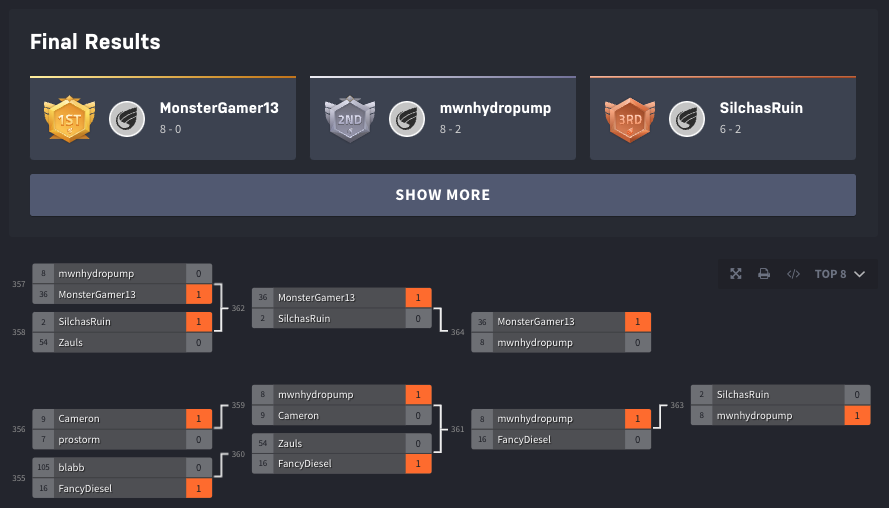 Final Results
1ST MonsterGamer13
8 - 0
2ND mwnhydropump
8 - 2
3RD SilchasRuin
6 - 2
SHOW MORE
TOP 8
357
8 mwnhydropump 0
36 MonsterGamer13 1
358
2 SilchasRuin 1
54 Zauls 0
362
36 MonsterGamer13 1
2 SilchasRuin 0
364
36 MonsterGamer13 1
8 mwnhydropump 0
356
9 Cameron 1
7 prostorm 0
355
105 blabb 0
16 FancyDiesel 1
359
8 mwnhydropump 1
9 Cameron 0
360
54 Zauls 0
16 FancyDiesel 1
361
8 mwnhydropump 1
16 FancyDiesel 0
363
2 SilchasRuin 0
8 mwnhydropump 1